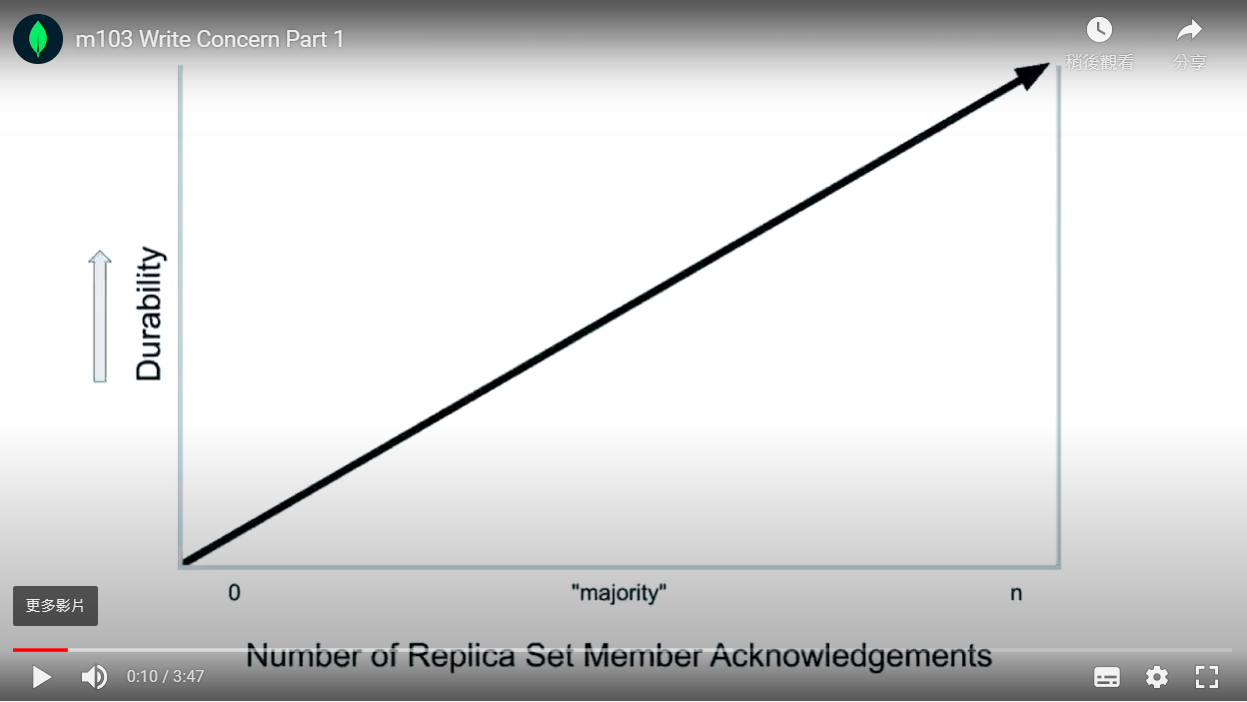 m103 Write Concern Part 1
稍後觀看
分享
Durability
0
"majority"
n
更多影片
Number of Replica Set Member Acknowledgements
0:10 / 3:47